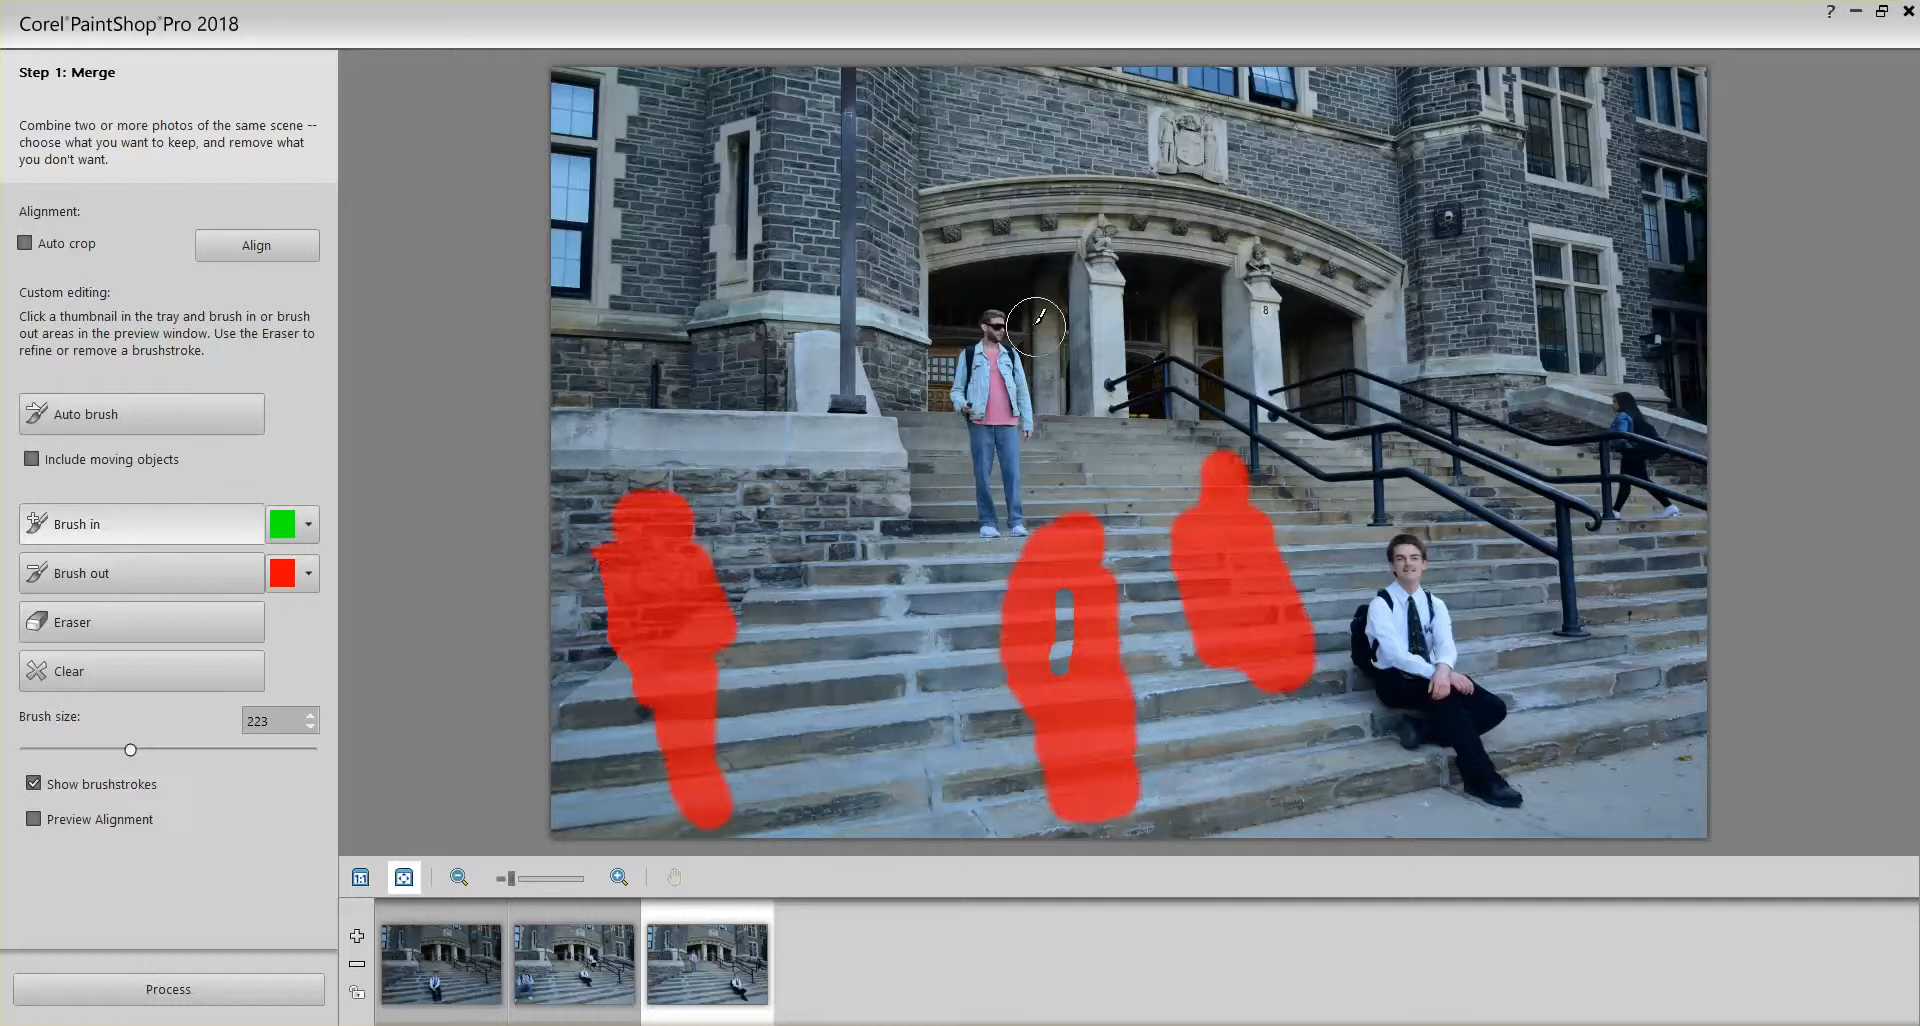 Corel®PaintShop®Pro 2018
?
Step 1: Merge
Combine two or more photos of the same scene --
choose what you want to keep, and remove what
you don't want.
Alignment:
Auto crop
Align
Custom editing:
Click a thumbnail in the tray and brush in or brush
out areas in the preview window. Use the Eraser to
refine or remove a brushstroke.
Auto brush
Include moving objects
Brush in
Brush out
Eraser
Clear
Brush size:
223
Show brushstrokes
Preview Alignment
Process
8
1:1